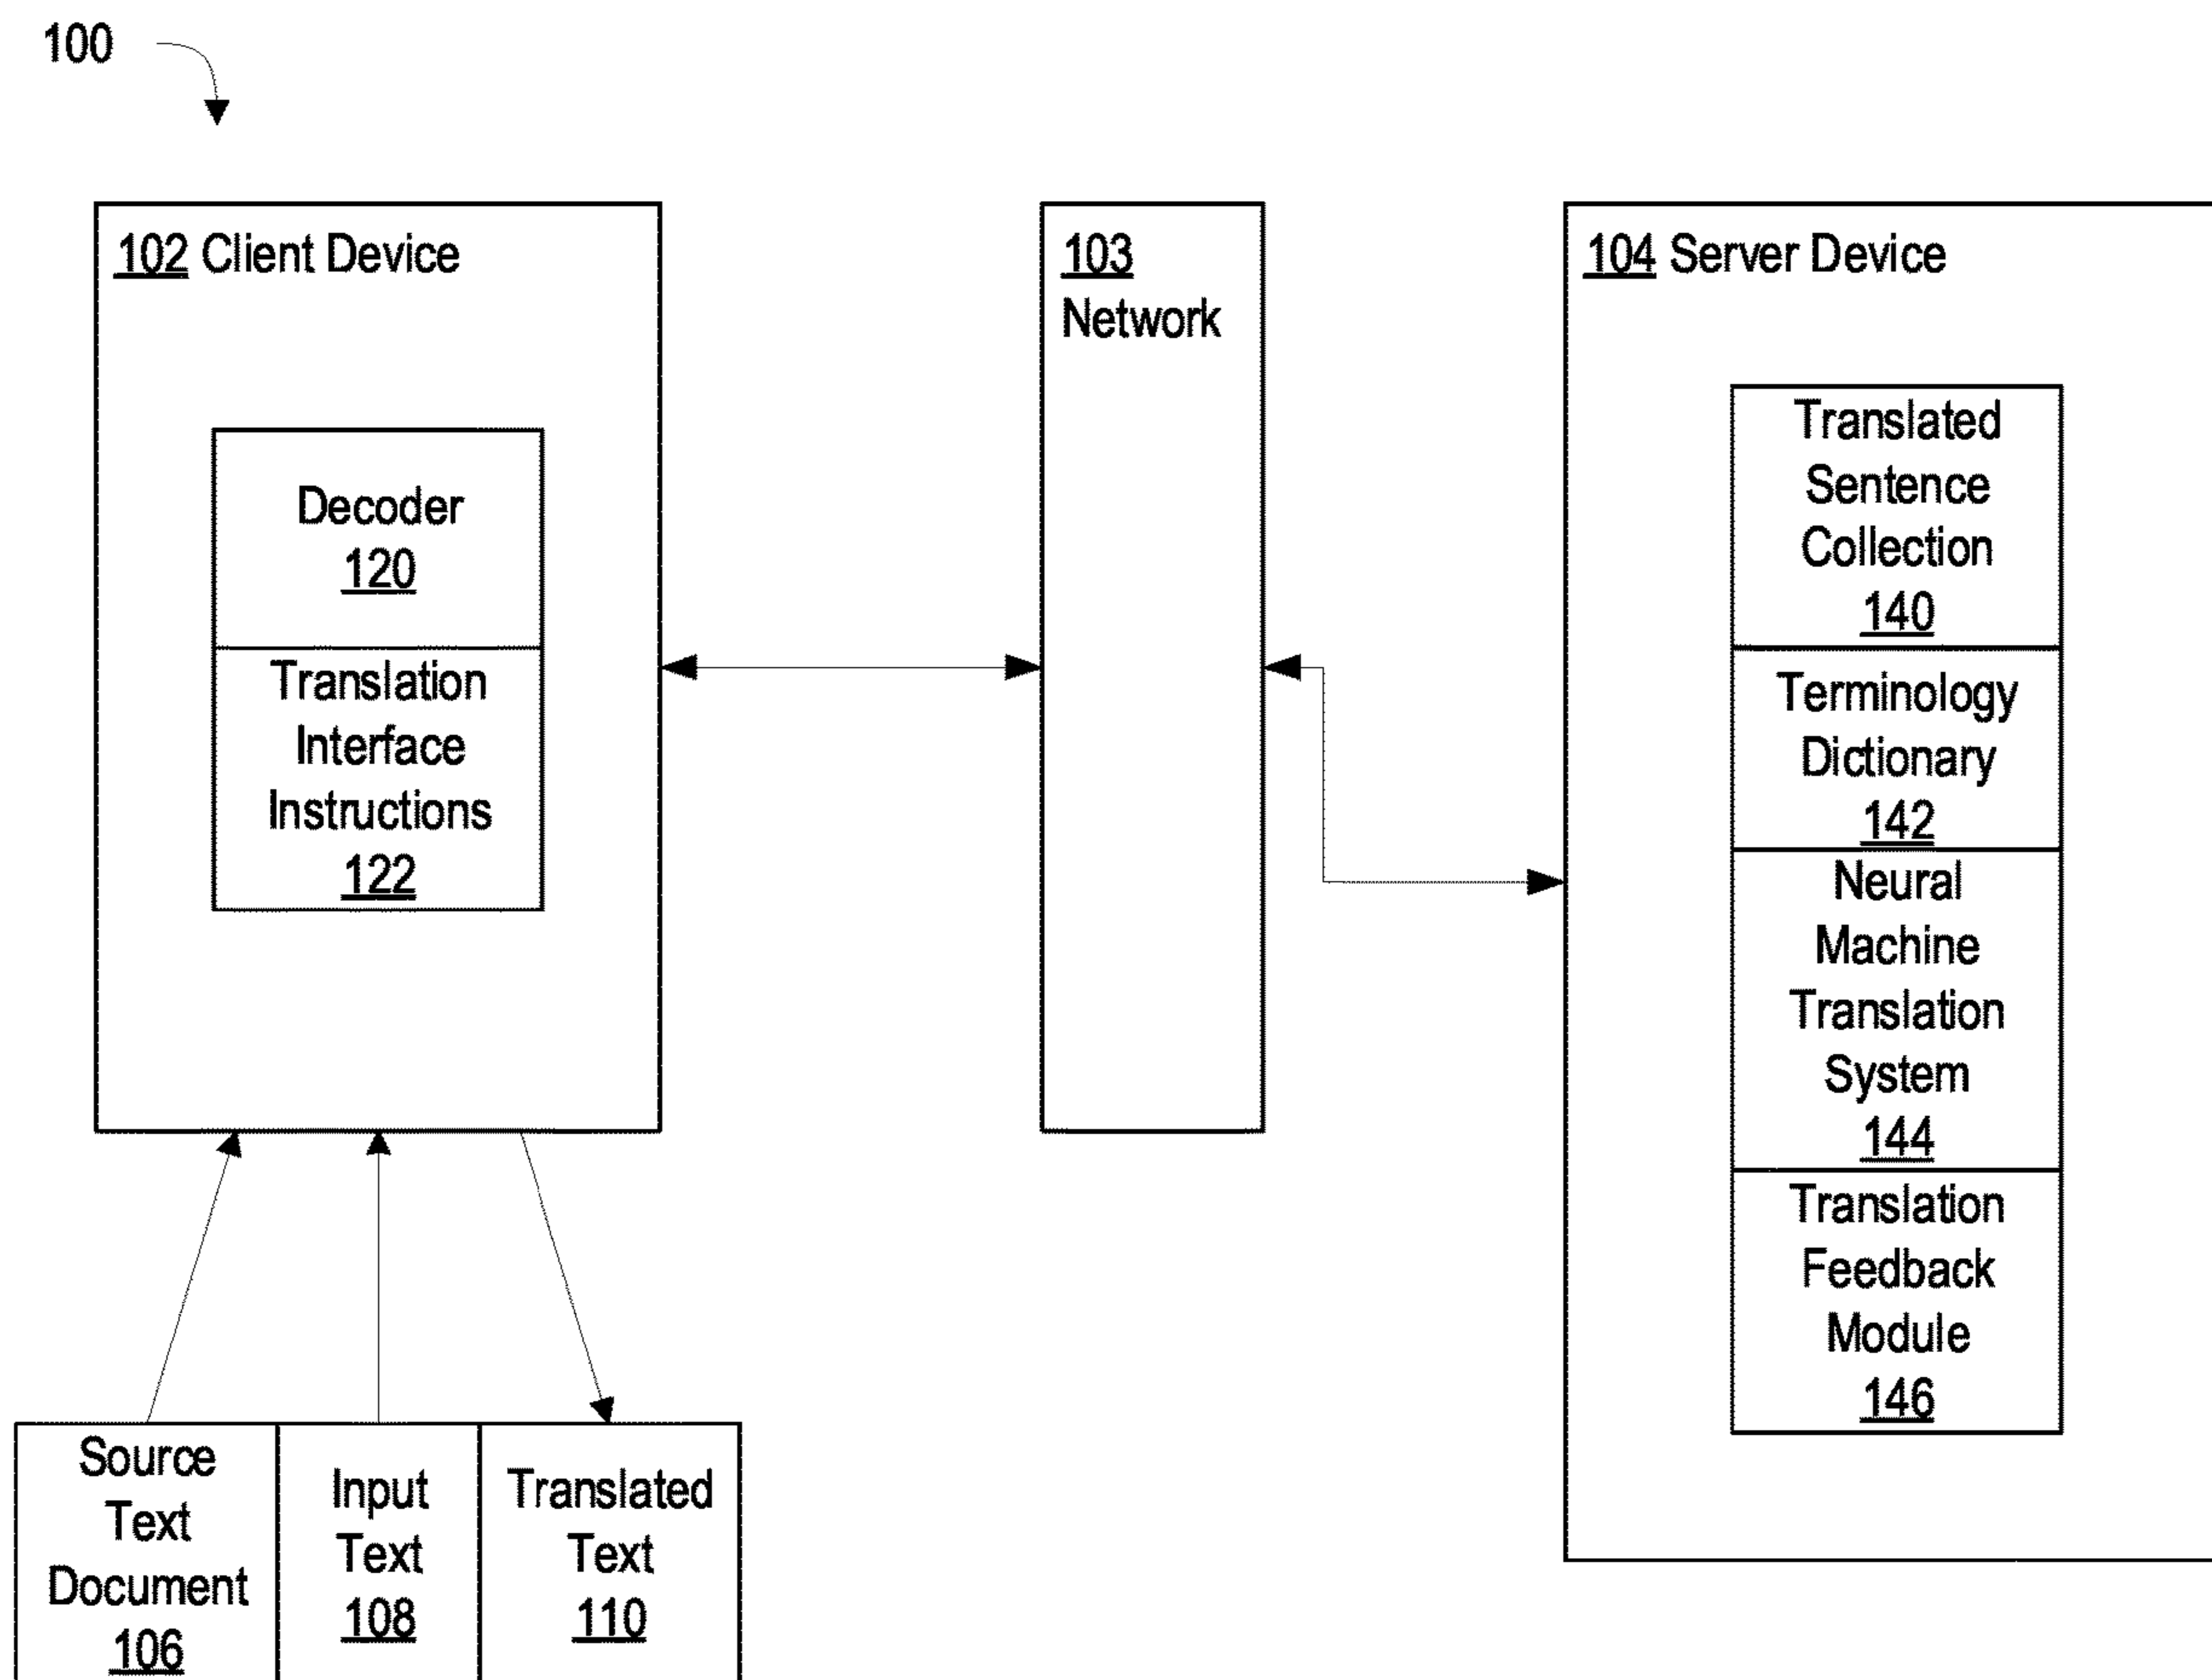 100
102 Client Device
Decoder
120
Translation
Interface
Instructions
122
103
Network
104 Server Device
Translated
Sentence
Collection
140
Terminology
Dictionary
142
Neural
Machine
Translation
System
144
Translation
Feedback
Module
146
Source
Text
Document
106
Input
Text
108
Translated
Text
110